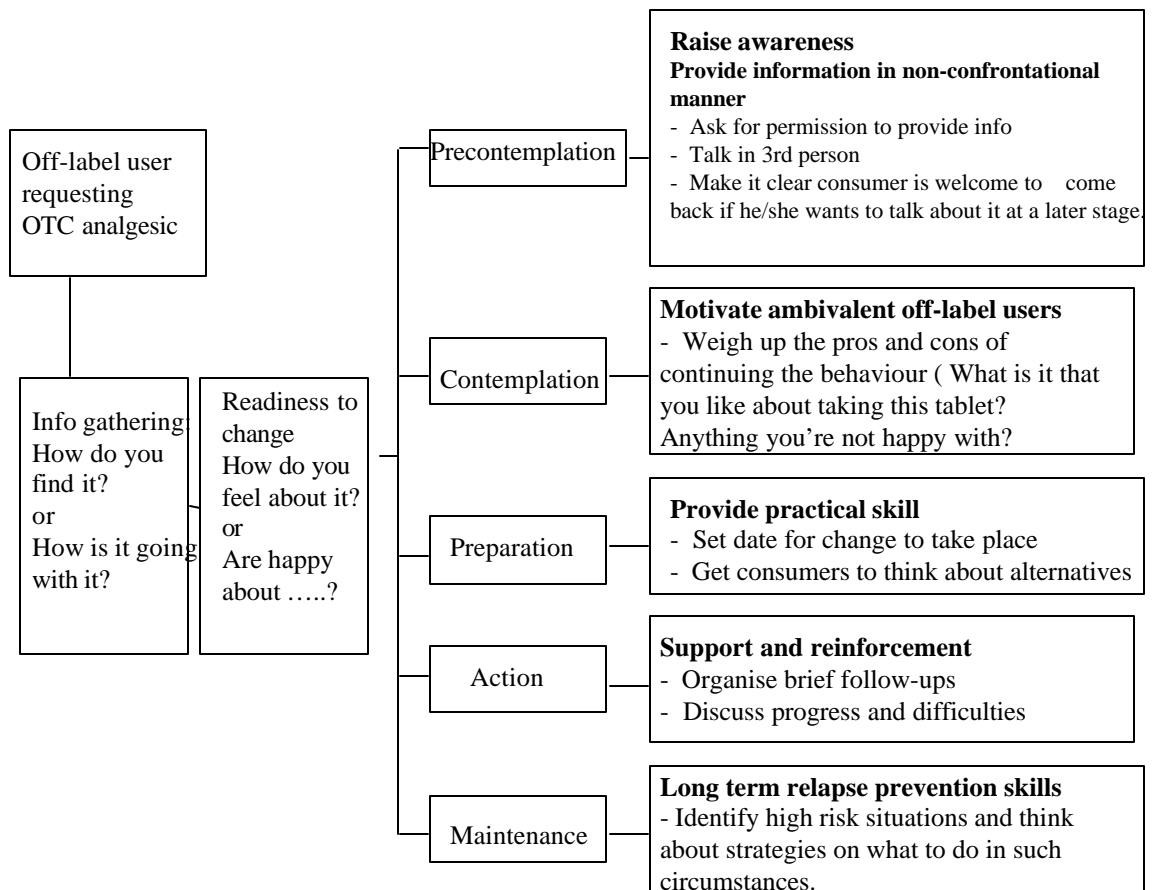 Off-label user
requesting
OTC analgesic
Info gathering:
How do you
find it?
or
How is it going
with it?
Readiness to
change
How do you
feel about it?
or
Are happy
about …..?
Precontemplation
Raise awareness
Provide information in non-confrontational
manner
- Ask for permission to provide info
- Talk in 3rd person
- Make it clear consumer is welcome to come
back if he/she wants to talk about it at a later stage.
Contemplation
Motivate ambivalent off-label users
- Weigh up the pros and cons of
continuing the behaviour ( What is it that
you like about taking this tablet?
Anything you're not happy with?
Preparation
Provide practical skill
- Set date for change to take place
- Get consumers to think about alternatives
Action
Support and reinforcement
- Organise brief follow-ups
- Discuss progress and difficulties
Maintenance
Long term relapse prevention skills
- Identify high risk situations and think
about strategies on what to do in such
circumstances.